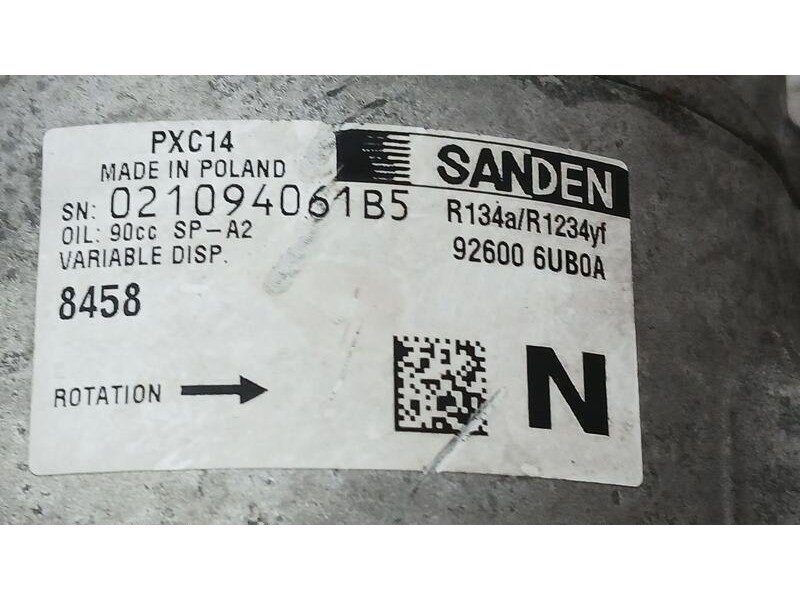 PXC14
MADE IN POLAND
SANDEN
SN: 021094061B5
R134a/R1234yf
OIL: 90cc SP-A2
92600 6UB0A
VARIABLE DISP.
8458
ROTATION
N